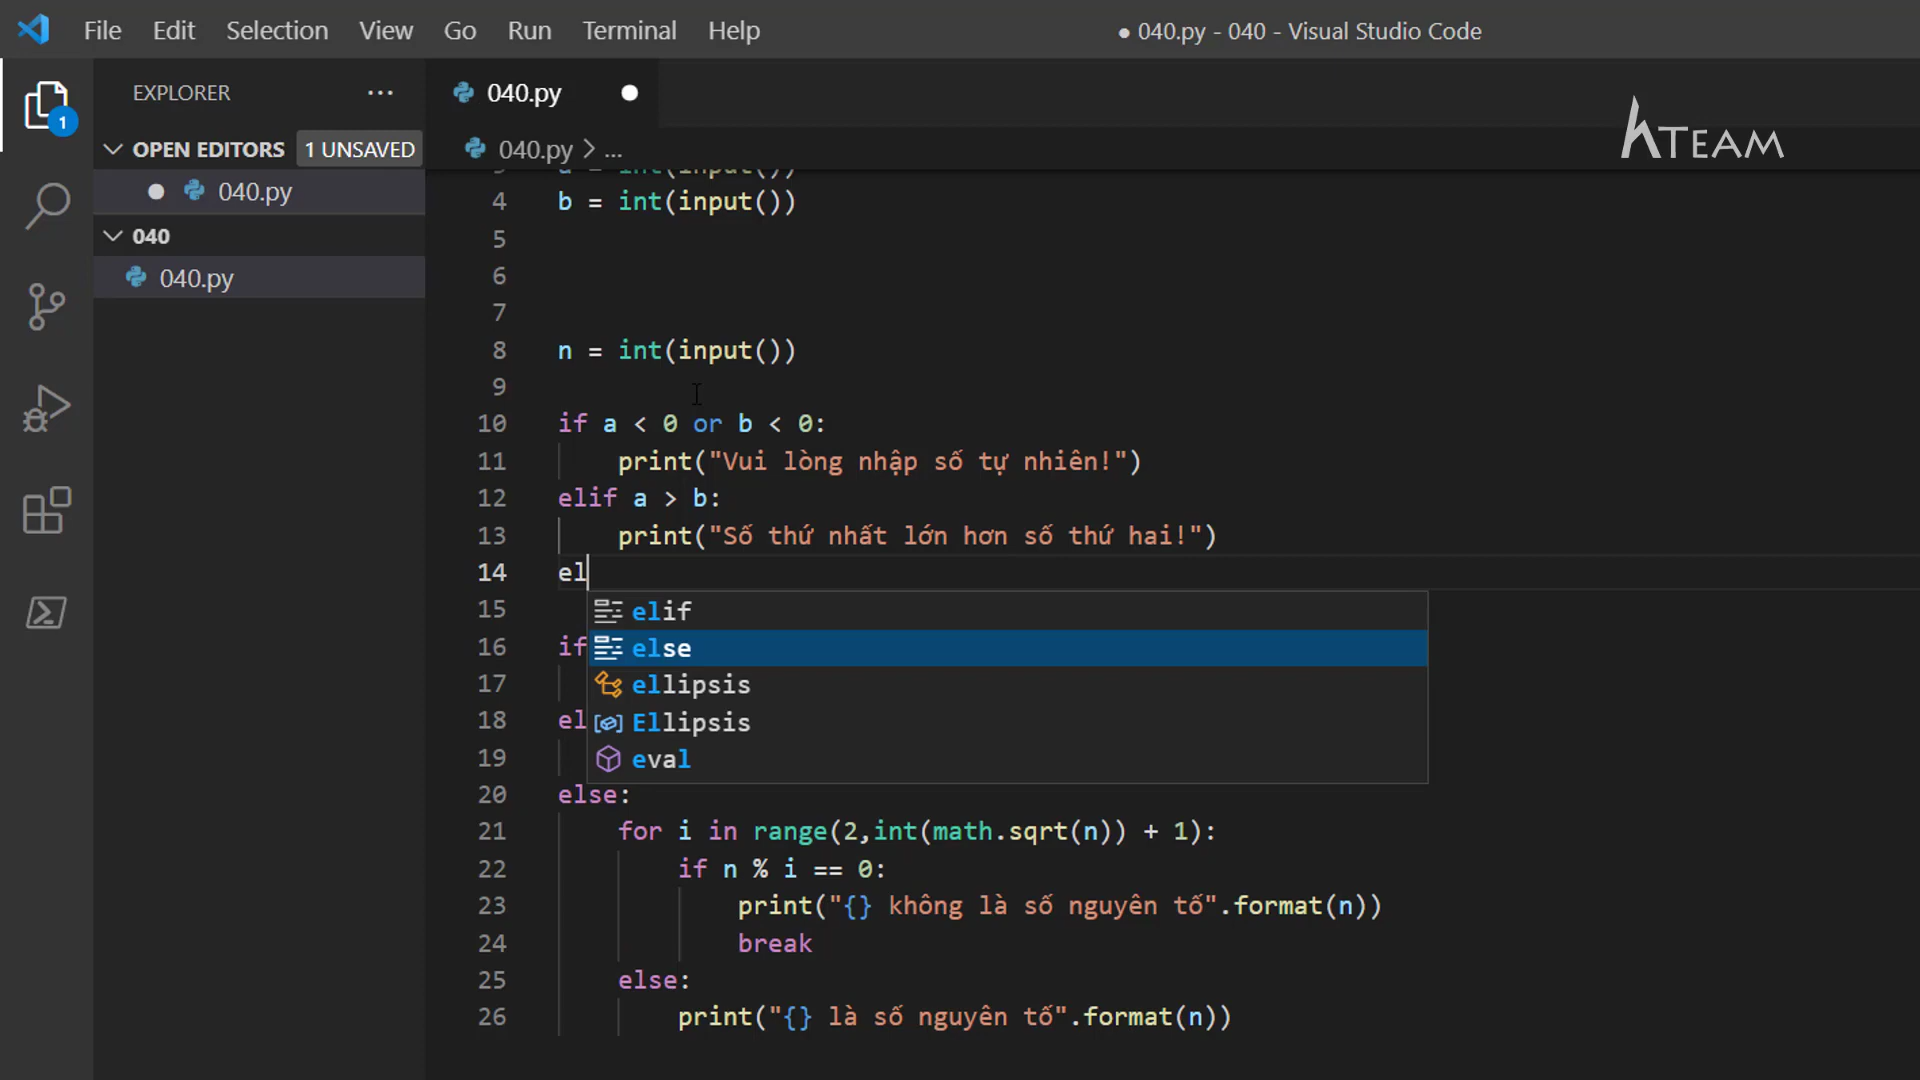 File Edit Selection View Go Run Terminal Help
● 040.py - 040 - Visual Studio Code
EXPLORER ...
040.py ●
HTEAM
1
OPEN EDITORS 1 UNSAVED
040.py > ...
● 040.py
040
040.py
3 a = int(input())
4 b = int(input())
5
6
7
8 n = int(input())
9
10 if a < 0 or b < 0:
11 print("Vui lòng nhập số tự nhiên!")
12 elif a > b:
13 print("Số thứ nhất lớn hơn số thứ hai!")
14 el
elif
15
else
16 if
ellipsis
17
Ellipsis
18 el
eval
19
20 else:
21 for i in range(2,int(math.sqrt(n)) + 1):
22 if n % i == 0:
23 print("{} không là số nguyên tố".format(n))
24 break
25 else:
26 print("{} là số nguyên tố".format(n))